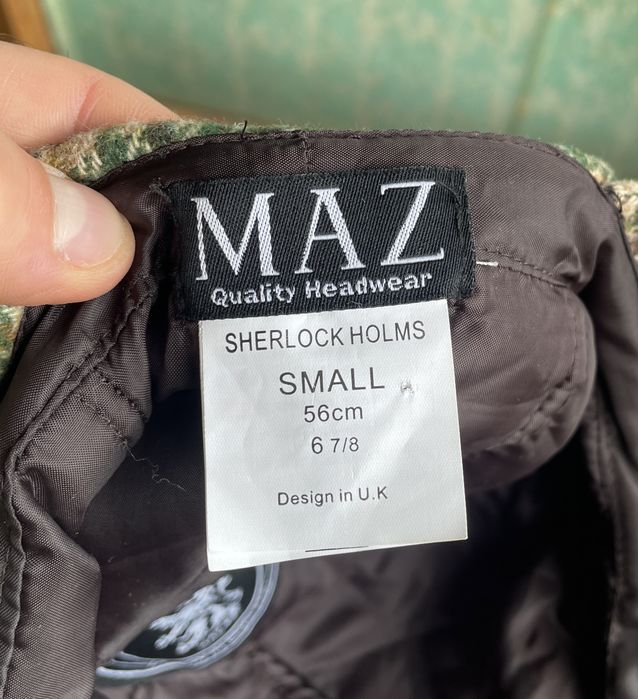 MAZ
Quality Headwear
SHERLOCK HOLMS
SMALL
56cm
6 7/8
Design in U.K